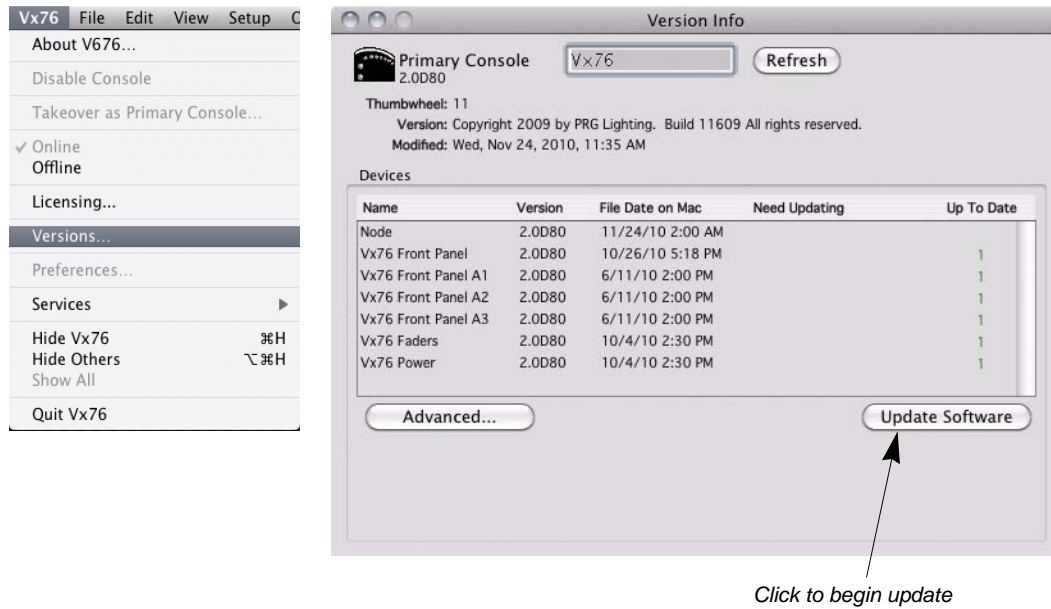 Vx76 File Edit View Setup
About V676...
Disable Console
Takeover as Primary Console...
✓ Online
Offline
Licensing...
Versions...
Preferences...
Services ▶
Hide Vx76 ⌘H
Hide Others ⌥⌘H
Show All
Quit Vx76
Version Info
Primary Console Vx76 Refresh
2.0D80
Thumbwheel: 11
Version: Copyright 2009 by PRG Lighting. Build 11609 All rights reserved.
Modified: Wed, Nov 24, 2010, 11:35 AM
Devices
Name Version File Date on Mac Need Updating Up To Date
Node 2.0D80 11/24/10 2:00 AM
Vx76 Front Panel 2.0D80 10/26/10 5:18 PM 1
Vx76 Front Panel A1 2.0D80 6/11/10 2:00 PM 1
Vx76 Front Panel A2 2.0D80 6/11/10 2:00 PM 1
Vx76 Front Panel A3 2.0D80 6/11/10 2:00 PM 1
Vx76 Faders 2.0D80 10/4/10 2:30 PM 1
Vx76 Power 2.0D80 10/4/10 2:30 PM 1
Advanced... Update Software
Click to begin update